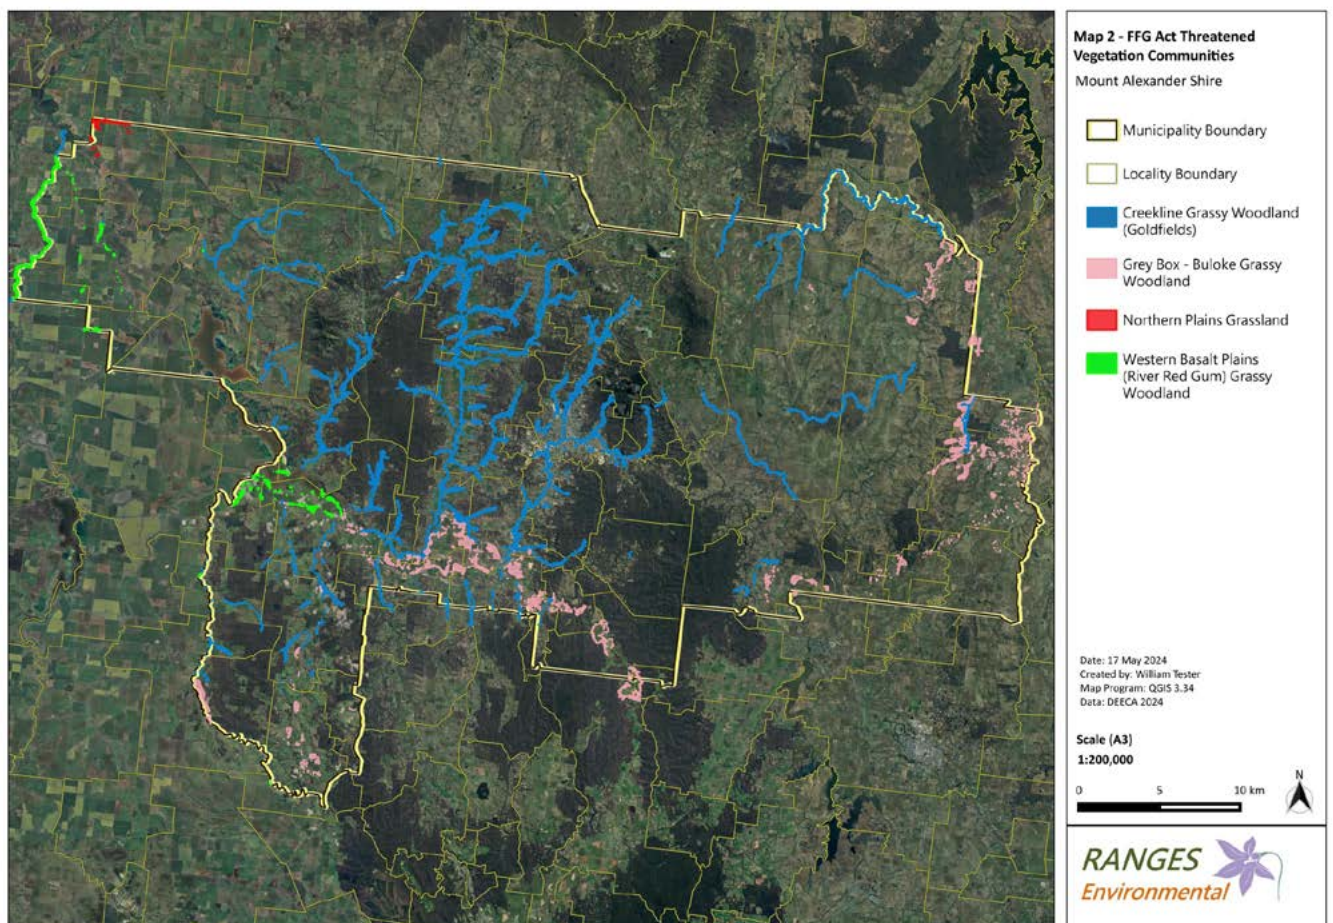 Map 2 - FFG Act Threatened
Vegetation Communities
Mount Alexander Shire
Municipality Boundary
Locality Boundary
Creekline Grassy Woodland
(Goldfields)
Grey Box - Buloke Grassy
Woodland
Northern Plains Grassland
Western Basalt Plains
(River Red Gum) Grassy
Woodland
Date: 17 May 2024
Created by: William Tester
Map Program: QGIS 3.34
Data: DEECA 2024
Scale (A3)
1:200,000
N
0 5 10 km
RANGES
Environmental